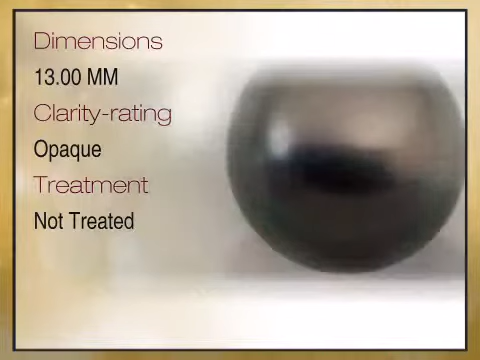 Dimensions
13.00 MM
Clarity-rating
Opaque
Treatment
Not Treated